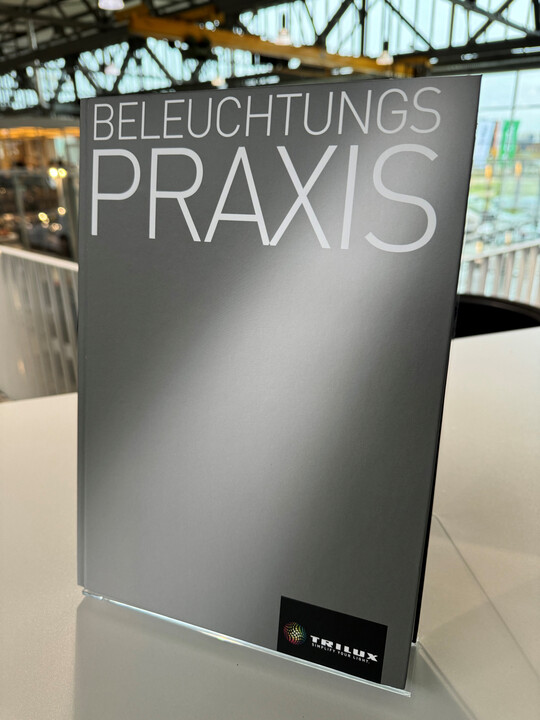 BELEUCHTUNGS
PRAXIS
TRILUX
SIMPLIFY YOUR LIGHT.